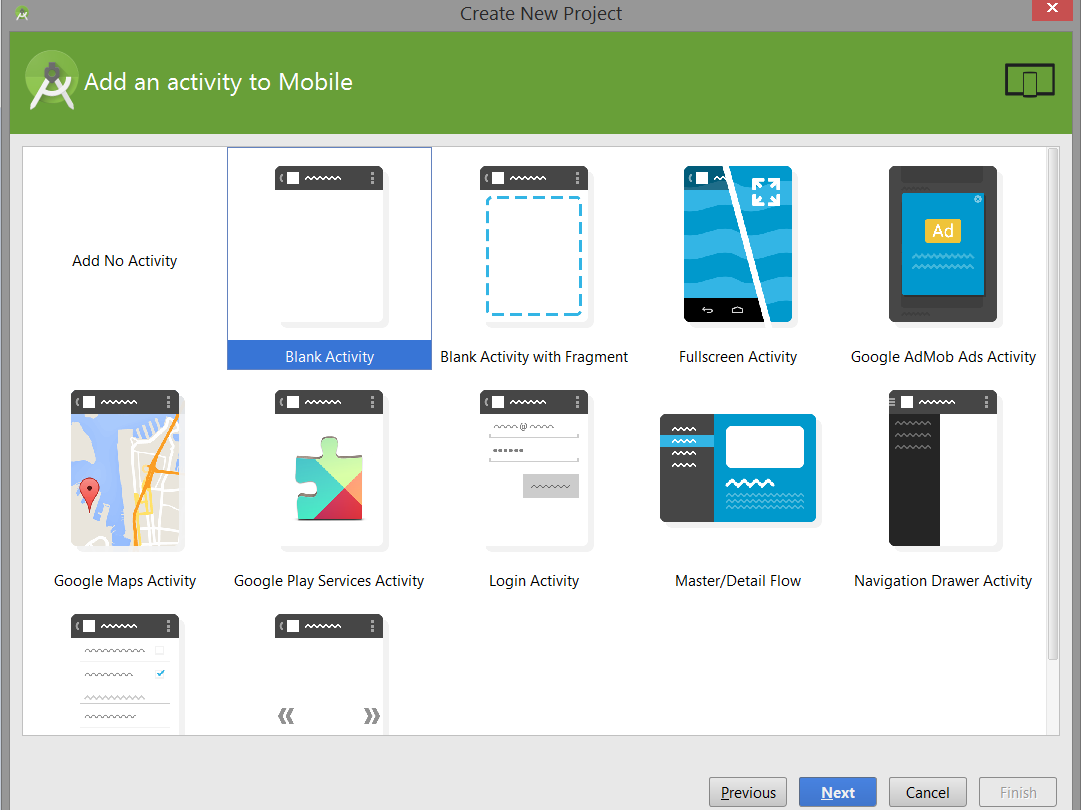 Create New Project
Add an activity to Mobile
Add No Activity
Blank Activity
Blank Activity with Fragment
Ad
Fullscreen Activity
Google AdMob Ads Activity
@
Google Maps Activity
Google Play Services Activity
Login Activity
Master/Detail Flow
Navigation Drawer Activity
Previous
Next
Cancel
Finish